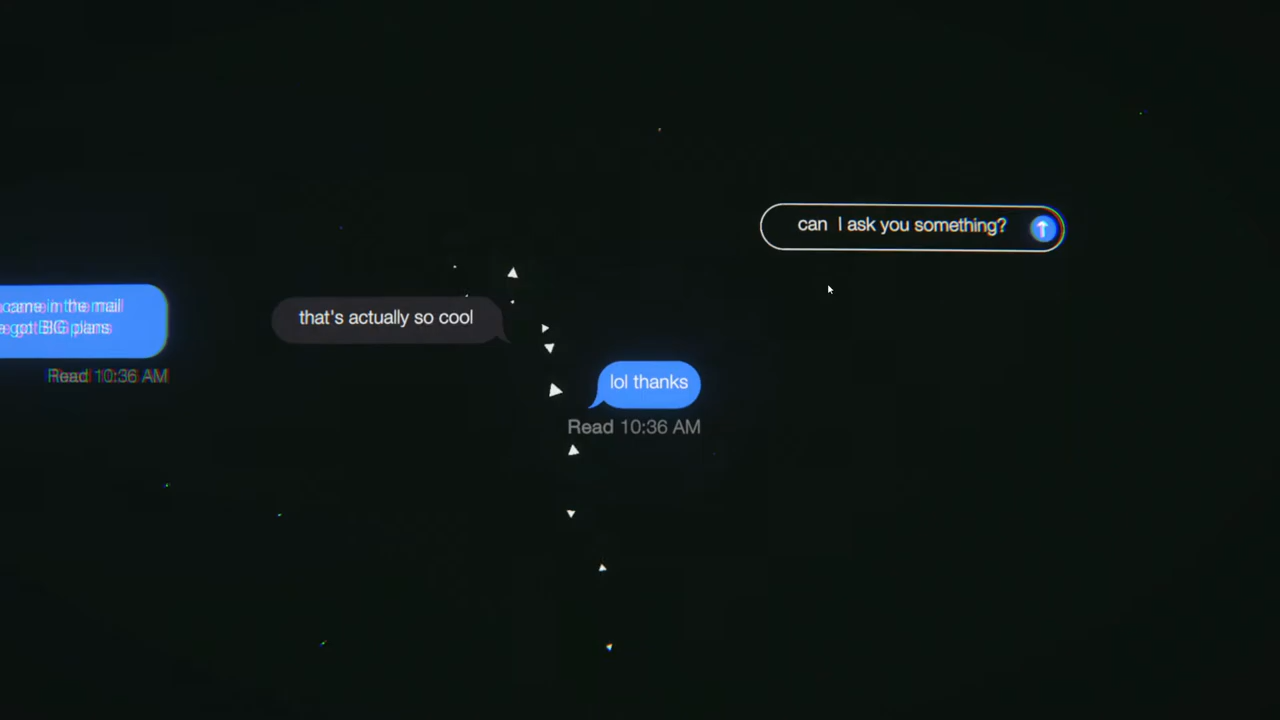 came in the mail
got BIG plans
Read 10:36 AM
that's actually so cool
lol thanks
Read 10:36 AM
can I ask you something?